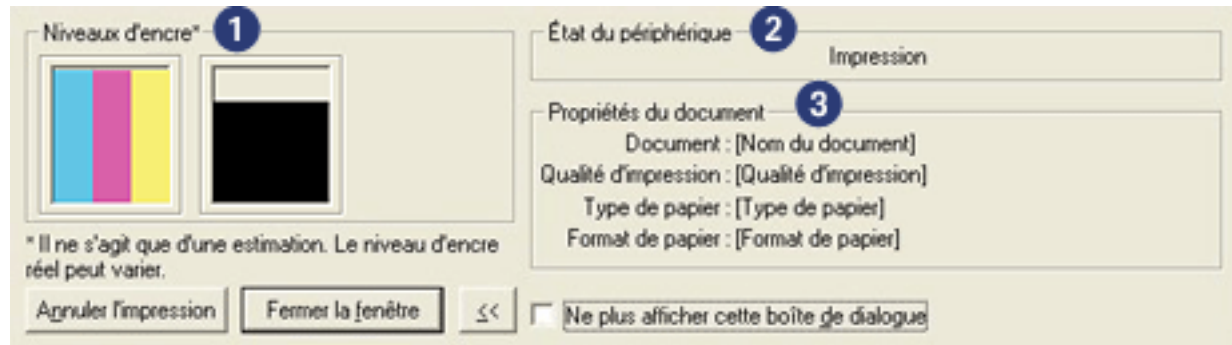 Niveaux d'encre* 1
* Il ne s'agit que d'une estimation. Le niveau d'encre
réel peut varier.
Annuler l'impression
Fermer la fenêtre
<<
État du périphérique 2
Impression
Propriétés du document 3
Document : [Nom du document]
Qualité d'impression : [Qualité d'impression]
Type de papier : [Type de papier]
Format de papier : [Format de papier]
Ne plus afficher cette boîte de dialogue